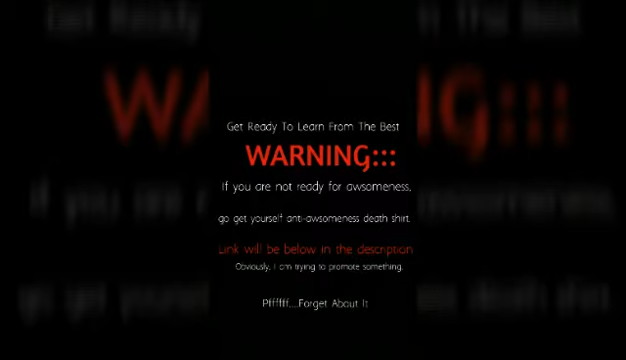 Get Ready To Learn From The Best
WARNING:::
If you are not ready for awsomeness,
go get yourself anti-awsomeness death shirt.
Link will be below in the description
Obviously, I am trying to promote something.
Pffffff....Forget About It